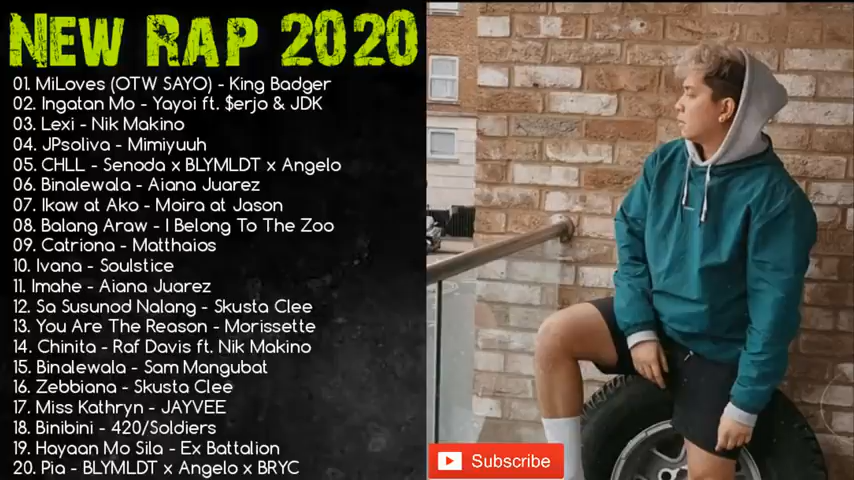 NEW RAP 2020
01. MiLoves (OTW SAYO) - King Badger
02. Ingatan Mo - Yayoi ft. $erjo & JDK
03. Lexi - Nik Makino
04. JPsoliva - Mimiyuuh
05. CHLL - Senoda x BLYMLDT x Angelo
06. Binalewala - Aiana Juarez
07. Ikaw at Ako - Moira at Jason
08. Balang Araw - I Belong To The Zoo
09. Catriona - Matthaios
10. Ivana - Soulstice
11. Imahe - Aiana Juarez
12. Sa Susunod Nalang - Skusta Clee
13. You Are The Reason - Morissette
14. Chinita - Raf Davis ft. Nik Makino
15. Binalewala - Sam Mangubat
16. Zebbiana - Skusta Clee
17. Miss Kathryn - JAYVEE
18. Binibini - 420/Soldiers
19. Hayaan Mo Sila - Ex Battalion
20. Pia - BLYMLDT x Angelo x BRYC
Subscribe